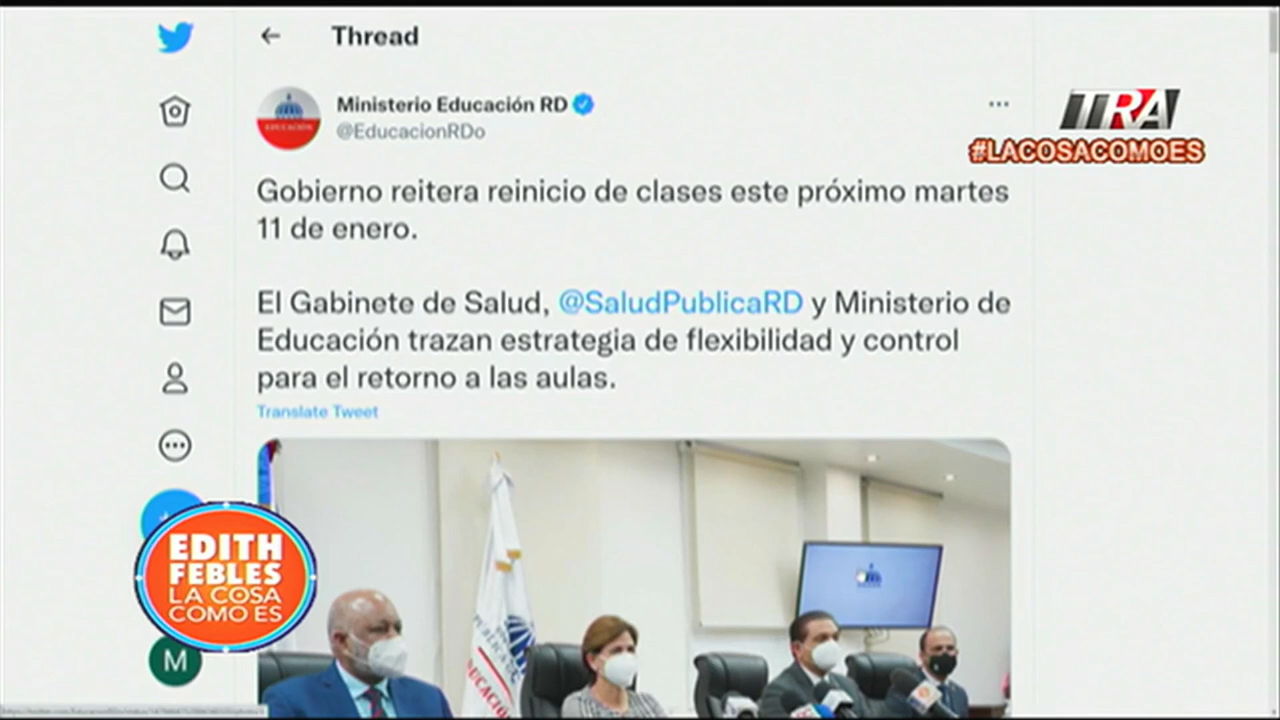 Thread
Ministerio Educación RD
@EducacionRDo
TRA
#LACOSACOMOES
Gobierno reitera reinicio de clases este próximo martes
11 de enero.
El Gabinete de Salud, @SaludPublicaRD y Ministerio de
Educación trazan estrategia de flexibilidad y control
para el retorno a las aulas.
Translate Tweet
EDITH
FEBLES
LA COSA
COMO ES
M